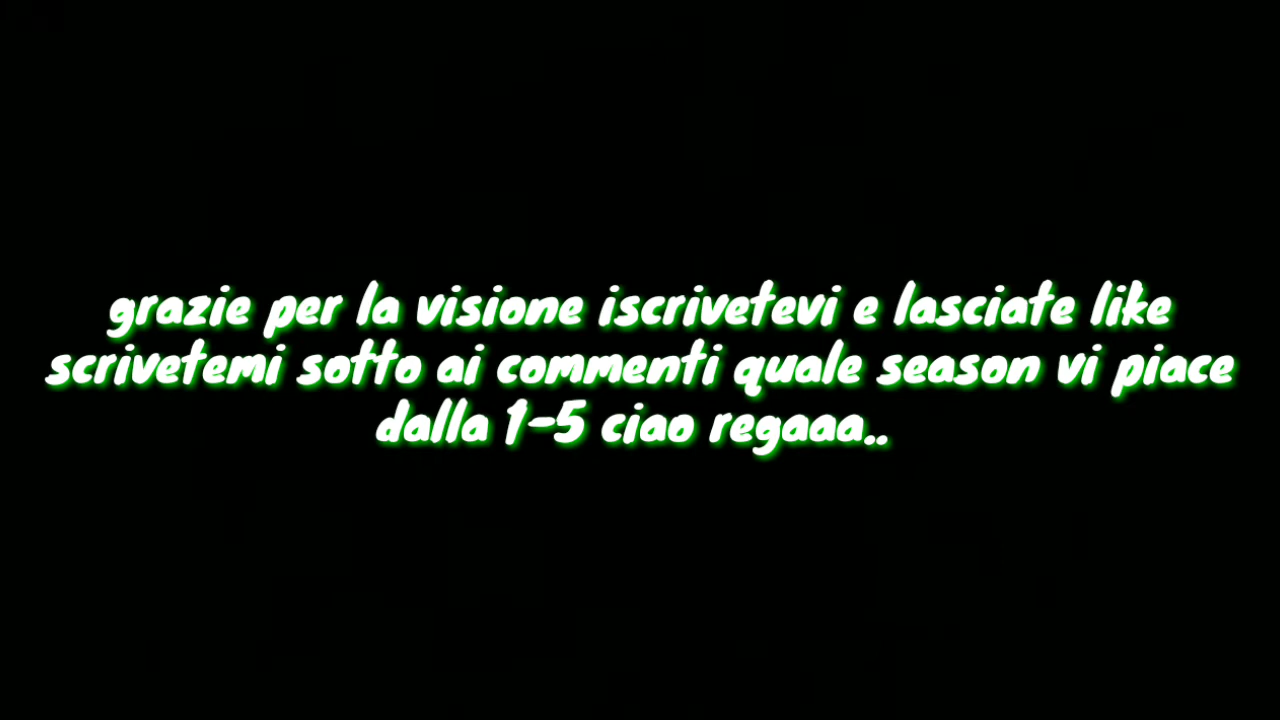 grazie per la visione iscrivetevi e lasciate like
scrivetemi sotto ai commenti quale season vi piace
dalla 1-5 ciao regaaa..